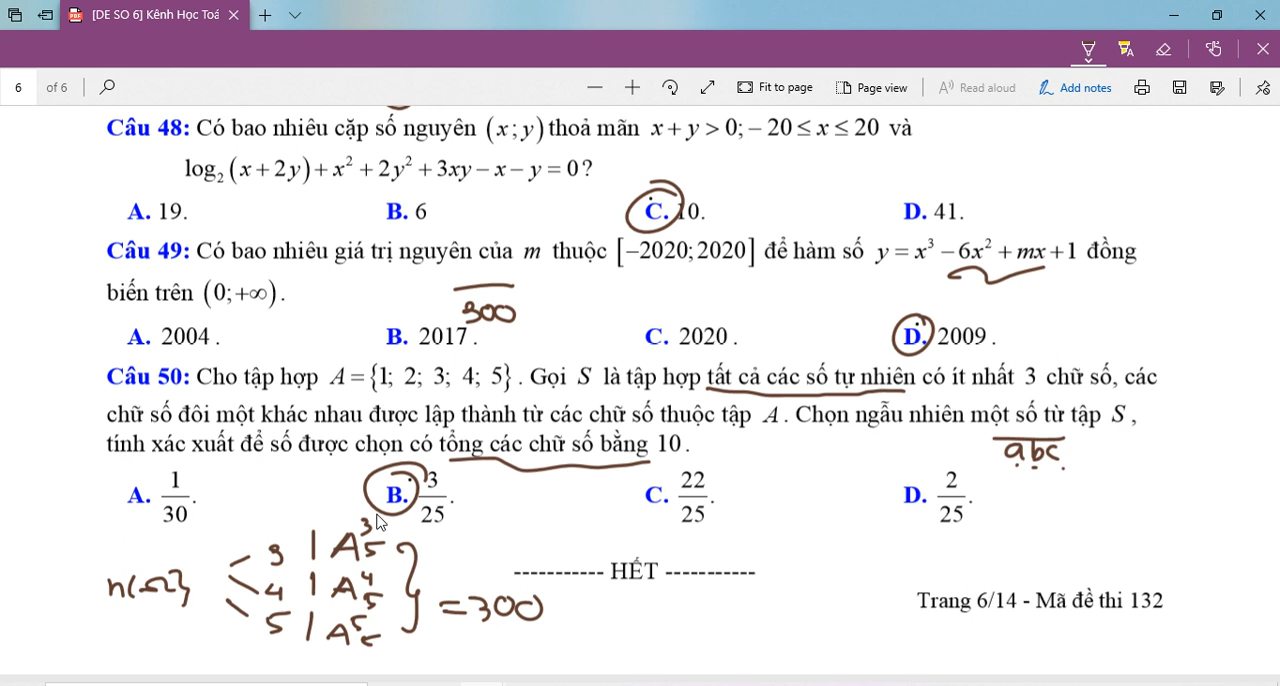 [DE SO 6] Kênh Học Toá
6 of 6
Fit to page
Page view
Read aloud
Add notes
Câu 48: Có bao nhiêu cặp số nguyên (x; y) thoả mãn x + y > 0; −20 ≤ x ≤ 20 và
log₂(x + 2y) + x² + 2y² + 3xy − x − y = 0?
A. 19. B. 6 C. 10. D. 41.
Câu 49: Có bao nhiêu giá trị nguyên của m thuộc [−2020; 2020] để hàm số y = x³ − 6x² + mx + 1 đồng
biến trên (0; +∞).
300
A. 2004. B. 2017. C. 2020. D. 2009.
Câu 50: Cho tập hợp A = {1; 2; 3; 4; 5}. Gọi S là tập hợp tất cả các số tự nhiên có ít nhất 3 chữ số, các
chữ số đôi một khác nhau được lập thành từ các chữ số thuộc tập A. Chọn ngẫu nhiên một số từ tập S,
tính xác xuất để số được chọn có tổng các chữ số bằng 10.
abc
A. 1/30. B. 3/25. C. 22/25. D. 2/25.
3 | A₅³
n(Ω) 4 | A₅⁴ } = 300
5 | A₅⁵
----------- HẾT -----------
Trang 6/14 - Mã đề thi 132